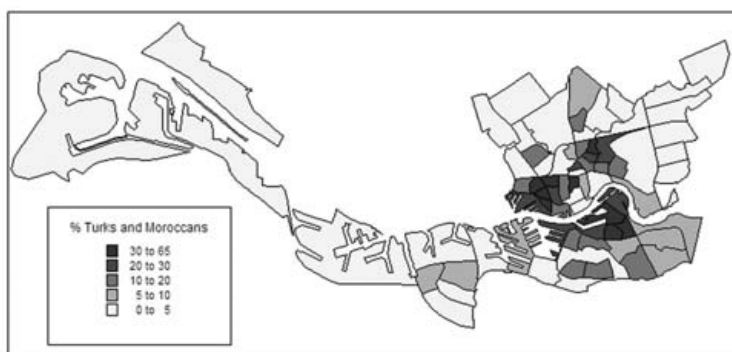 % Turks and Moroccans
30 to 65
20 to 30
10 to 20
5 to 10
0 to 5